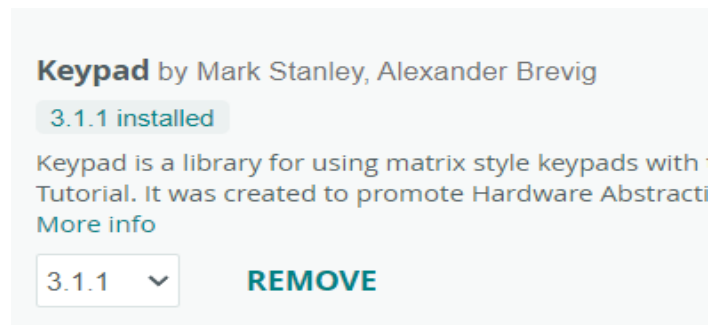 Keypad by Mark Stanley, Alexander Brevig
3.1.1 installed
Keypad is a library for using matrix style keypads with
Tutorial. It was created to promote Hardware Abstracti
More info
3.1.1 REMOVE